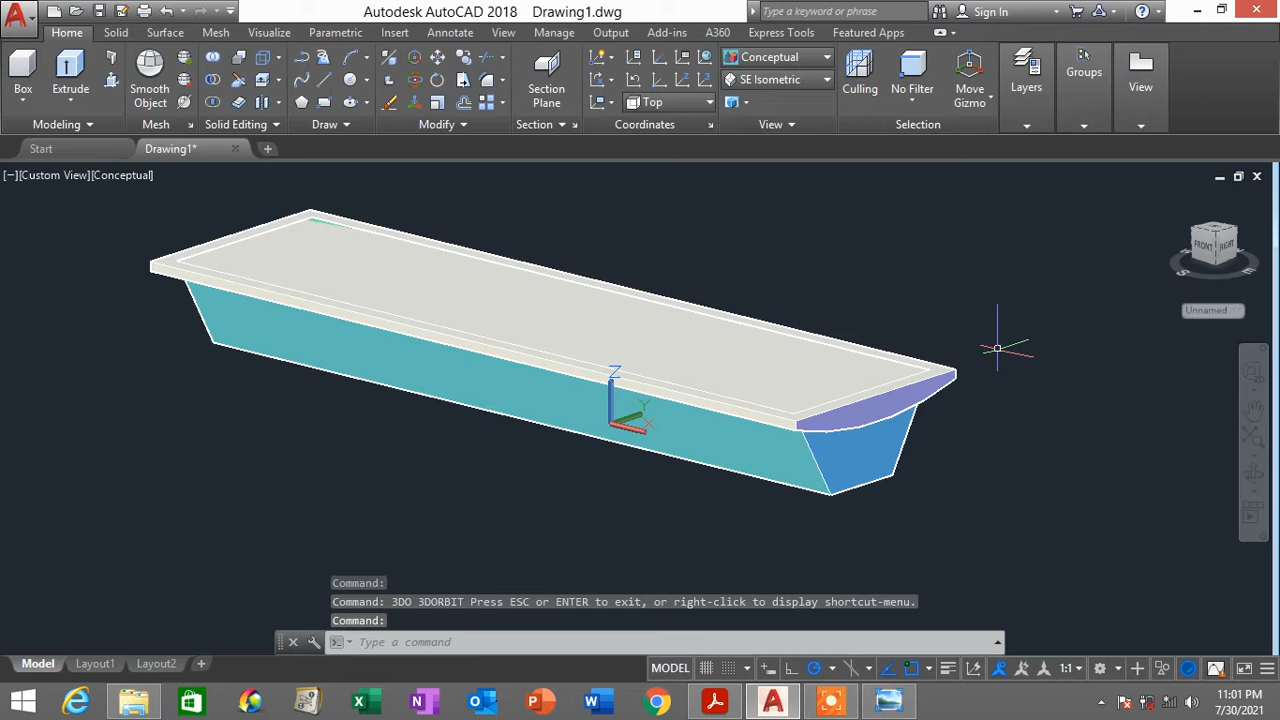 Autodesk AutoCAD 2018 Drawing1.dwg
Type a keyword or phrase
Sign In
Home Solid Surface Mesh Visualize Parametric Insert Annotate View Manage Output Add-ins A360 Express Tools Featured Apps
Box
Extrude
Smooth
Object
Section
Plane
Conceptual
SE Isometric
Top
Culling
No Filter
Move
Gizmo
Layers
Groups
View
Modeling
Mesh
Solid Editing
Draw
Modify
Section
Coordinates
View
Selection
Start
Drawing1*
[−][Custom View][Conceptual]
FRONT
RIGHT
S
Unnamed
Z
Y
X
Command:
Command: 3DO 3DORBIT Press ESC or ENTER to exit, or right-click to display shortcut-menu.
Command:
Type a command
Model Layout1 Layout2
MODEL
1:1
11:01 PM
7/30/2021